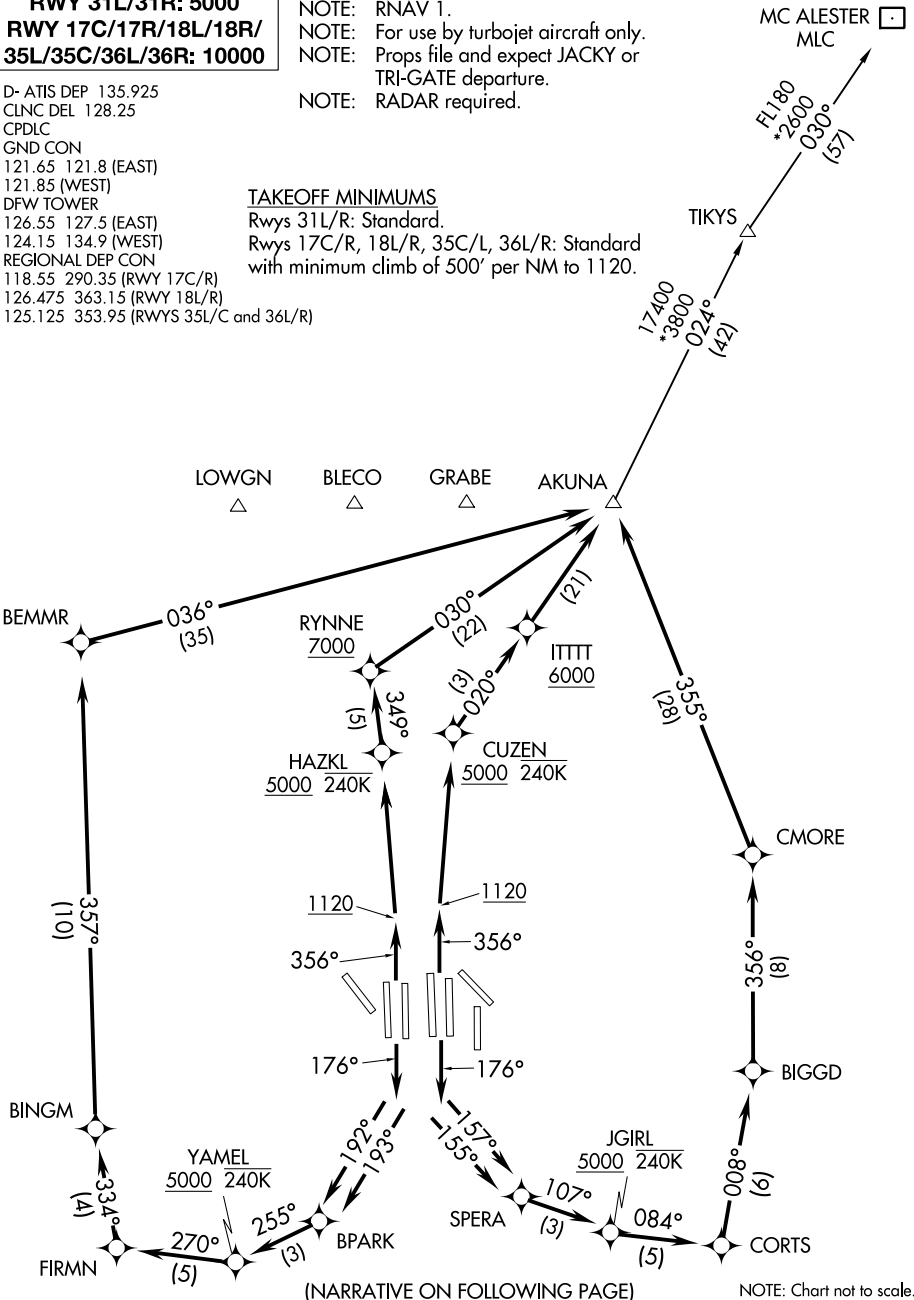 RWY 31L/31R: 5000
RWY 17C/17R/18L/18R/
35L/35C/36L/36R: 10000
NOTE: RNAV 1.
NOTE: For use by turbojet aircraft only.
NOTE: Props file and expect JACKY or
TRI-GATE departure.
NOTE: RADAR required.
MC ALESTER
MLC
D- ATIS DEP 135.925
CLNC DEL 128.25
CPDLC
GND CON
121.65 121.8 (EAST)
121.85 (WEST)
DFW TOWER
126.55 127.5 (EAST)
124.15 134.9 (WEST)
REGIONAL DEP CON
118.55 290.35 (RWY 17C/R)
126.475 363.15 (RWY 18L/R)
125.125 353.95 (RWYS 35L/C and 36L/R)
TAKEOFF MINIMUMS
Rwys 31L/R: Standard.
Rwys 17C/R, 18L/R, 35C/L, 36L/R: Standard
with minimum climb of 500' per NM to 1120.
FL180
*2600
030°
(57)
TIKYS
17400
*3800
024°
(42)
LOWGN
BLECO
GRABE
AKUNA
BEMMR
036°
(35)
RYNNE
7000
030°
(22)
(21)
ITTTT
6000
(3)
020°
349°
(5)
HAZKL
5000 240K
CUZEN
5000 240K
355°
(28)
CMORE
357°
(10)
1120
1120
356°
356°
356°
(8)
176°
176°
BIGGD
BINGM
192°
193°
157°
155°
YAMEL
5000 240K
JGIRL
5000 240K
334°
(4)
008°
(6)
255°
(3)
BPARK
SPERA
107°
(3)
084°
(5)
CORTS
270°
(5)
FIRMN
(NARRATIVE ON FOLLOWING PAGE)
NOTE: Chart not to scale.